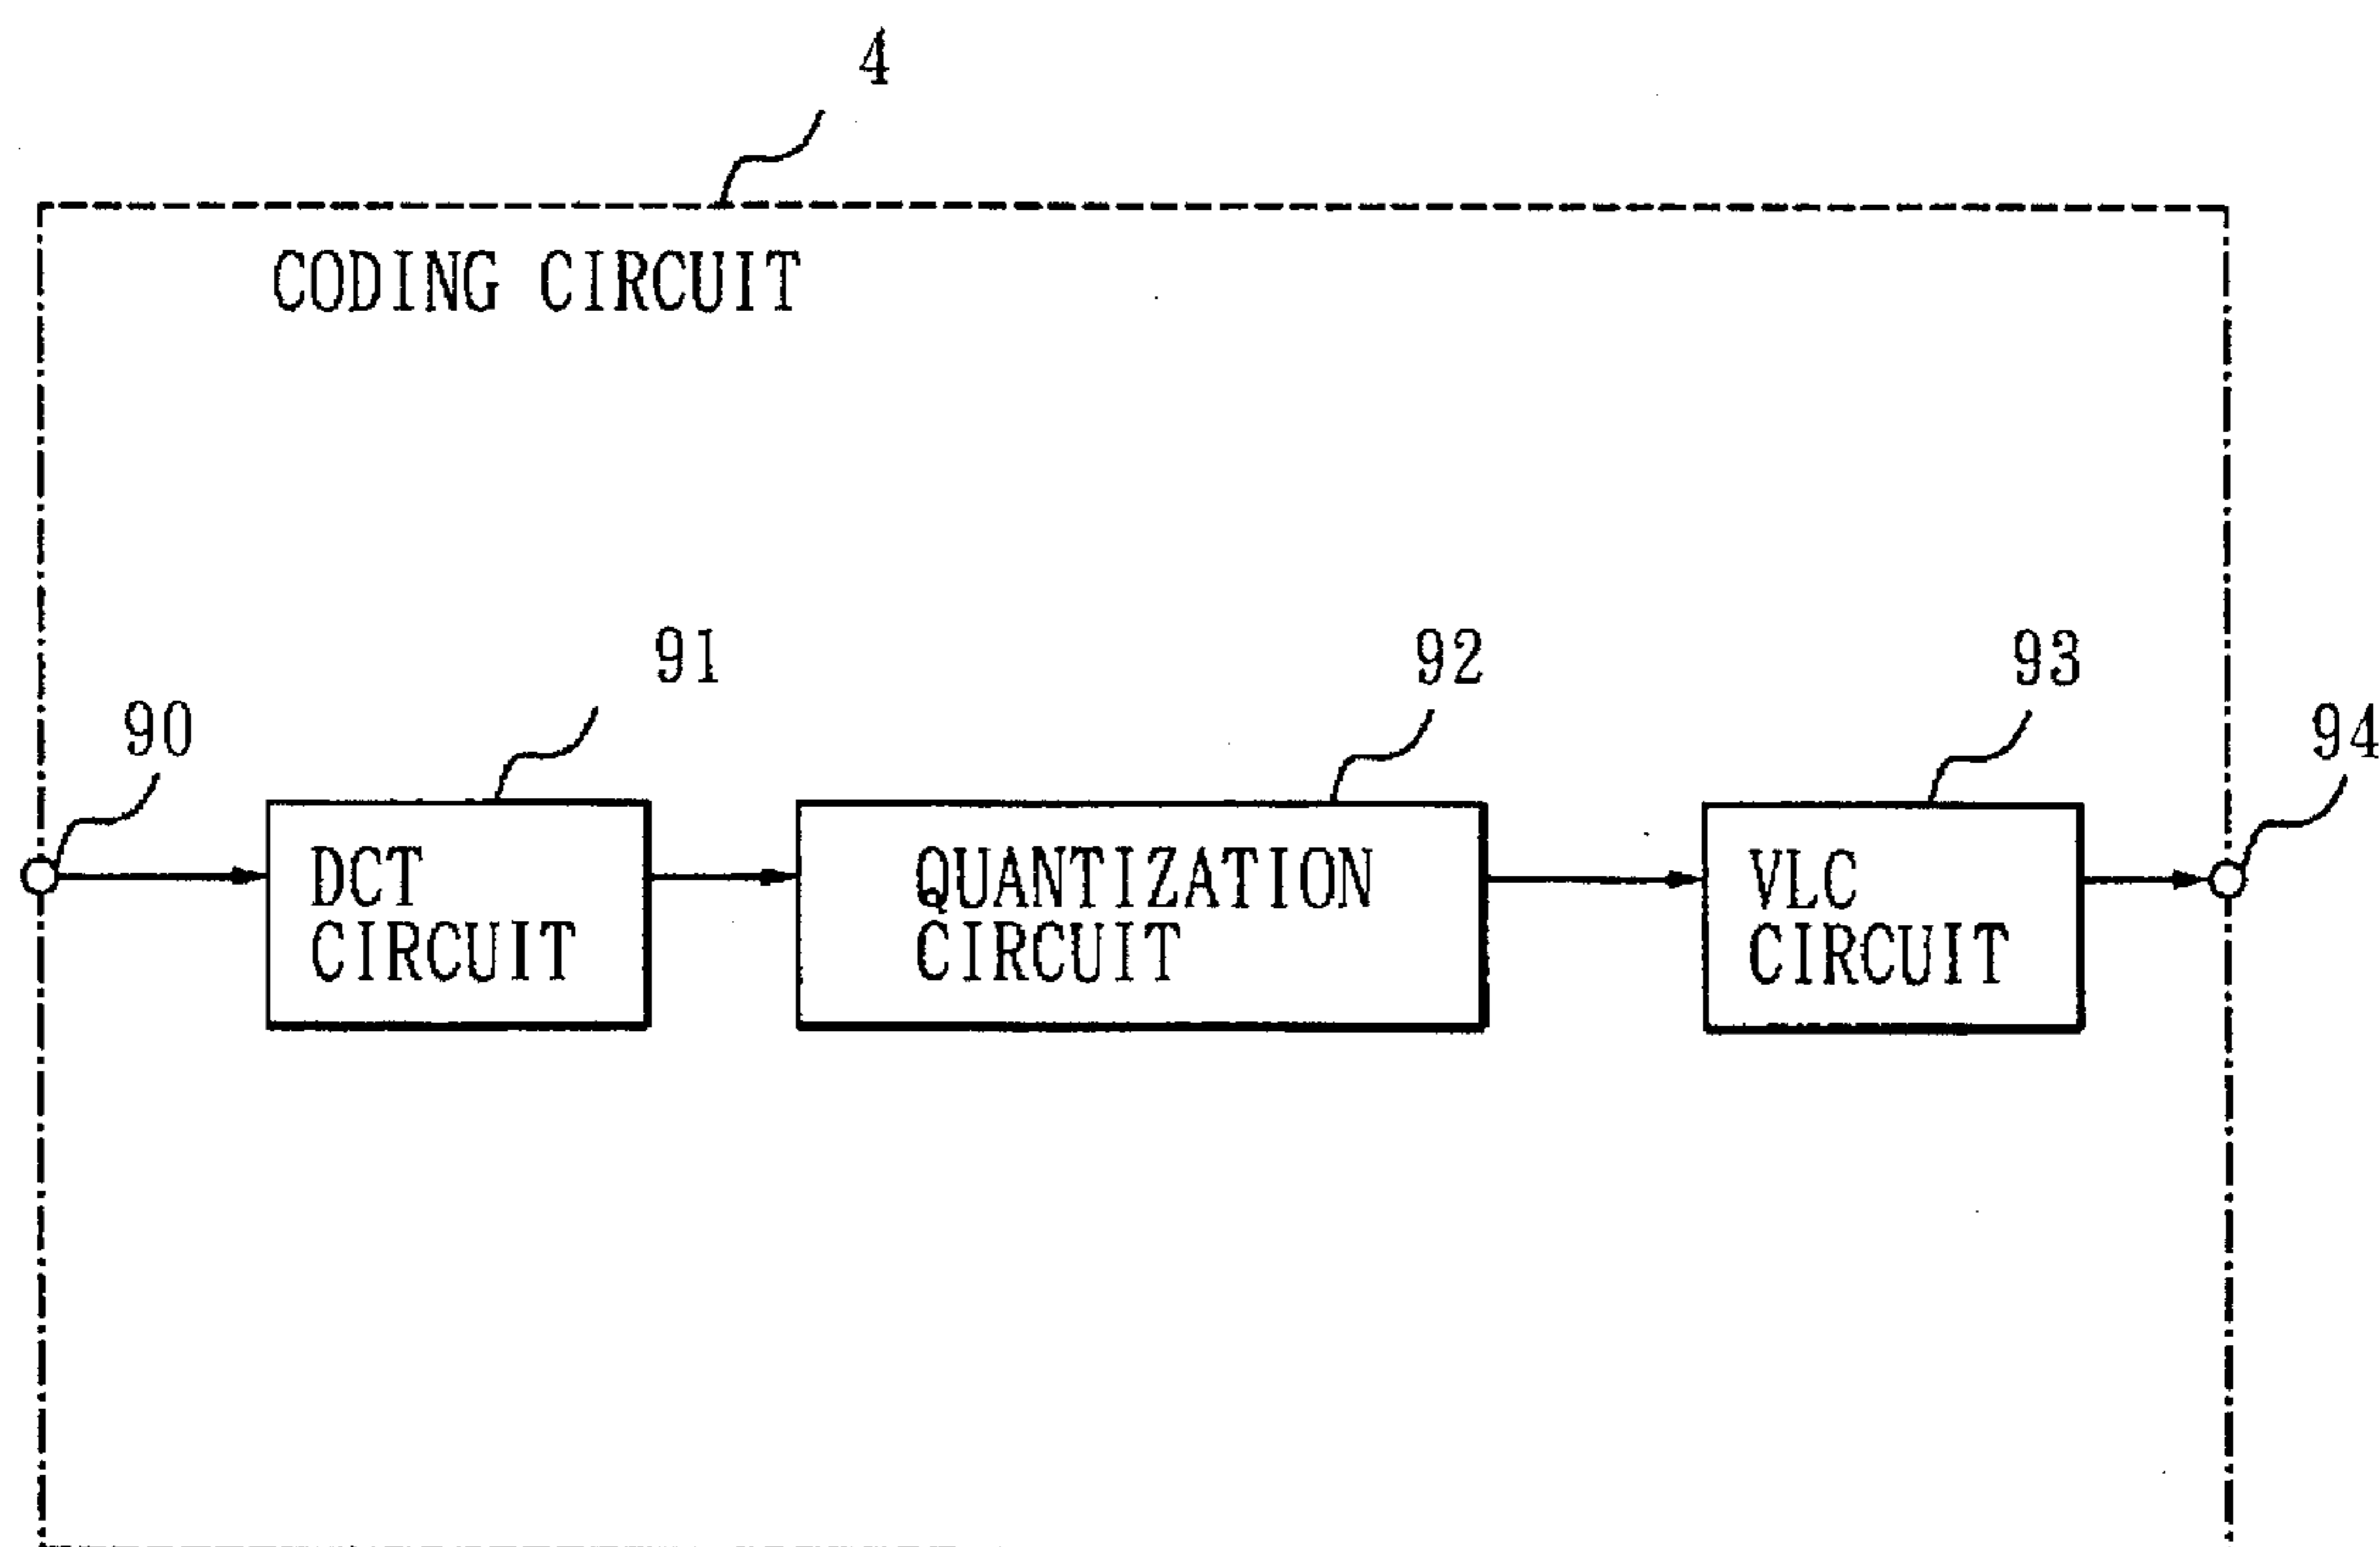 4
CODING CIRCUIT
91
92
93
90
94
DCT
CIRCUIT
QUANTIZATION
CIRCUIT
VLC
CIRCUIT